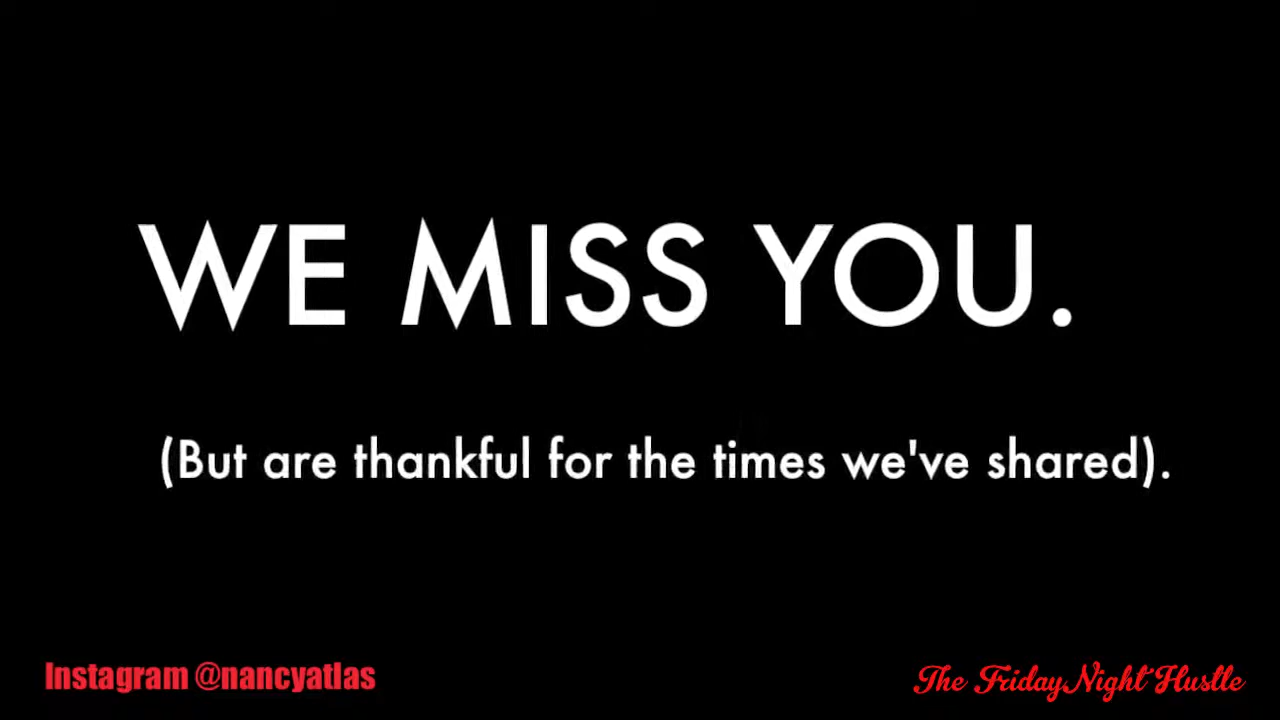 WE MISS YOU.
(But are thankful for the times we've shared).
Instagram @nancyatlas
The Friday Night Hustle